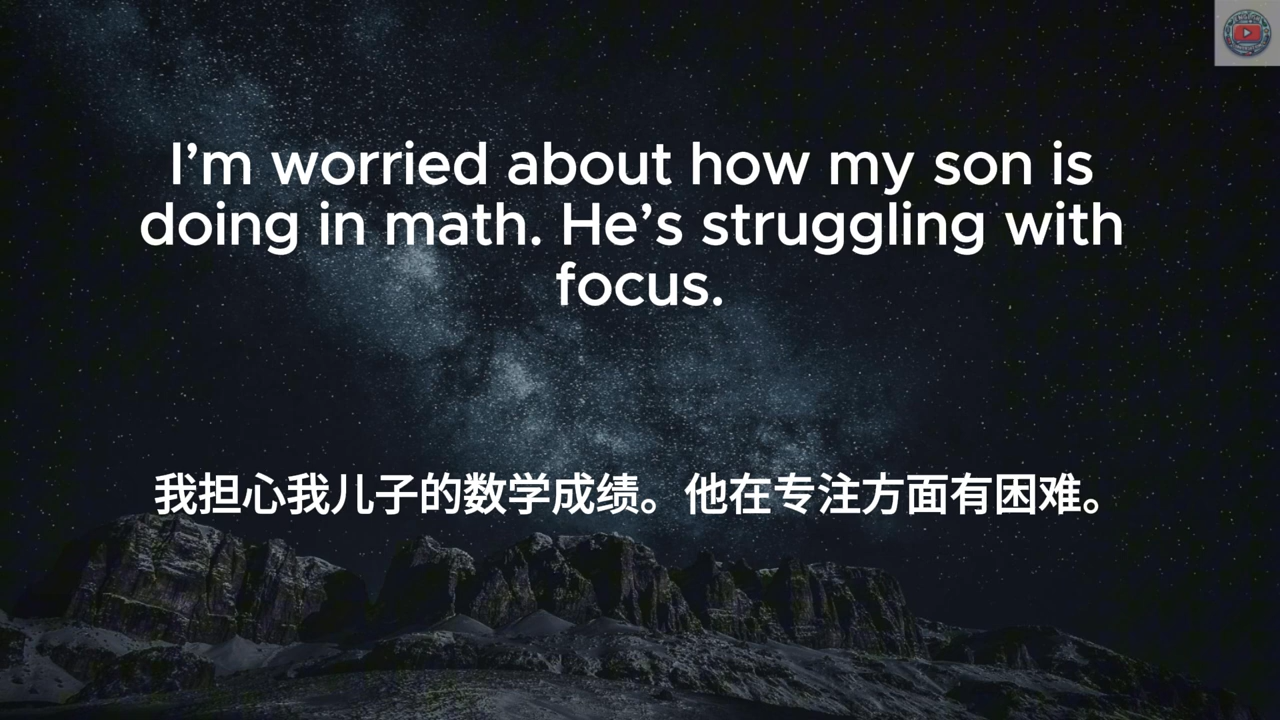 I’m worried about how my son is
doing in math. He’s struggling with
focus.
我担心我儿子的数学成绩。他在专注方面有困难。